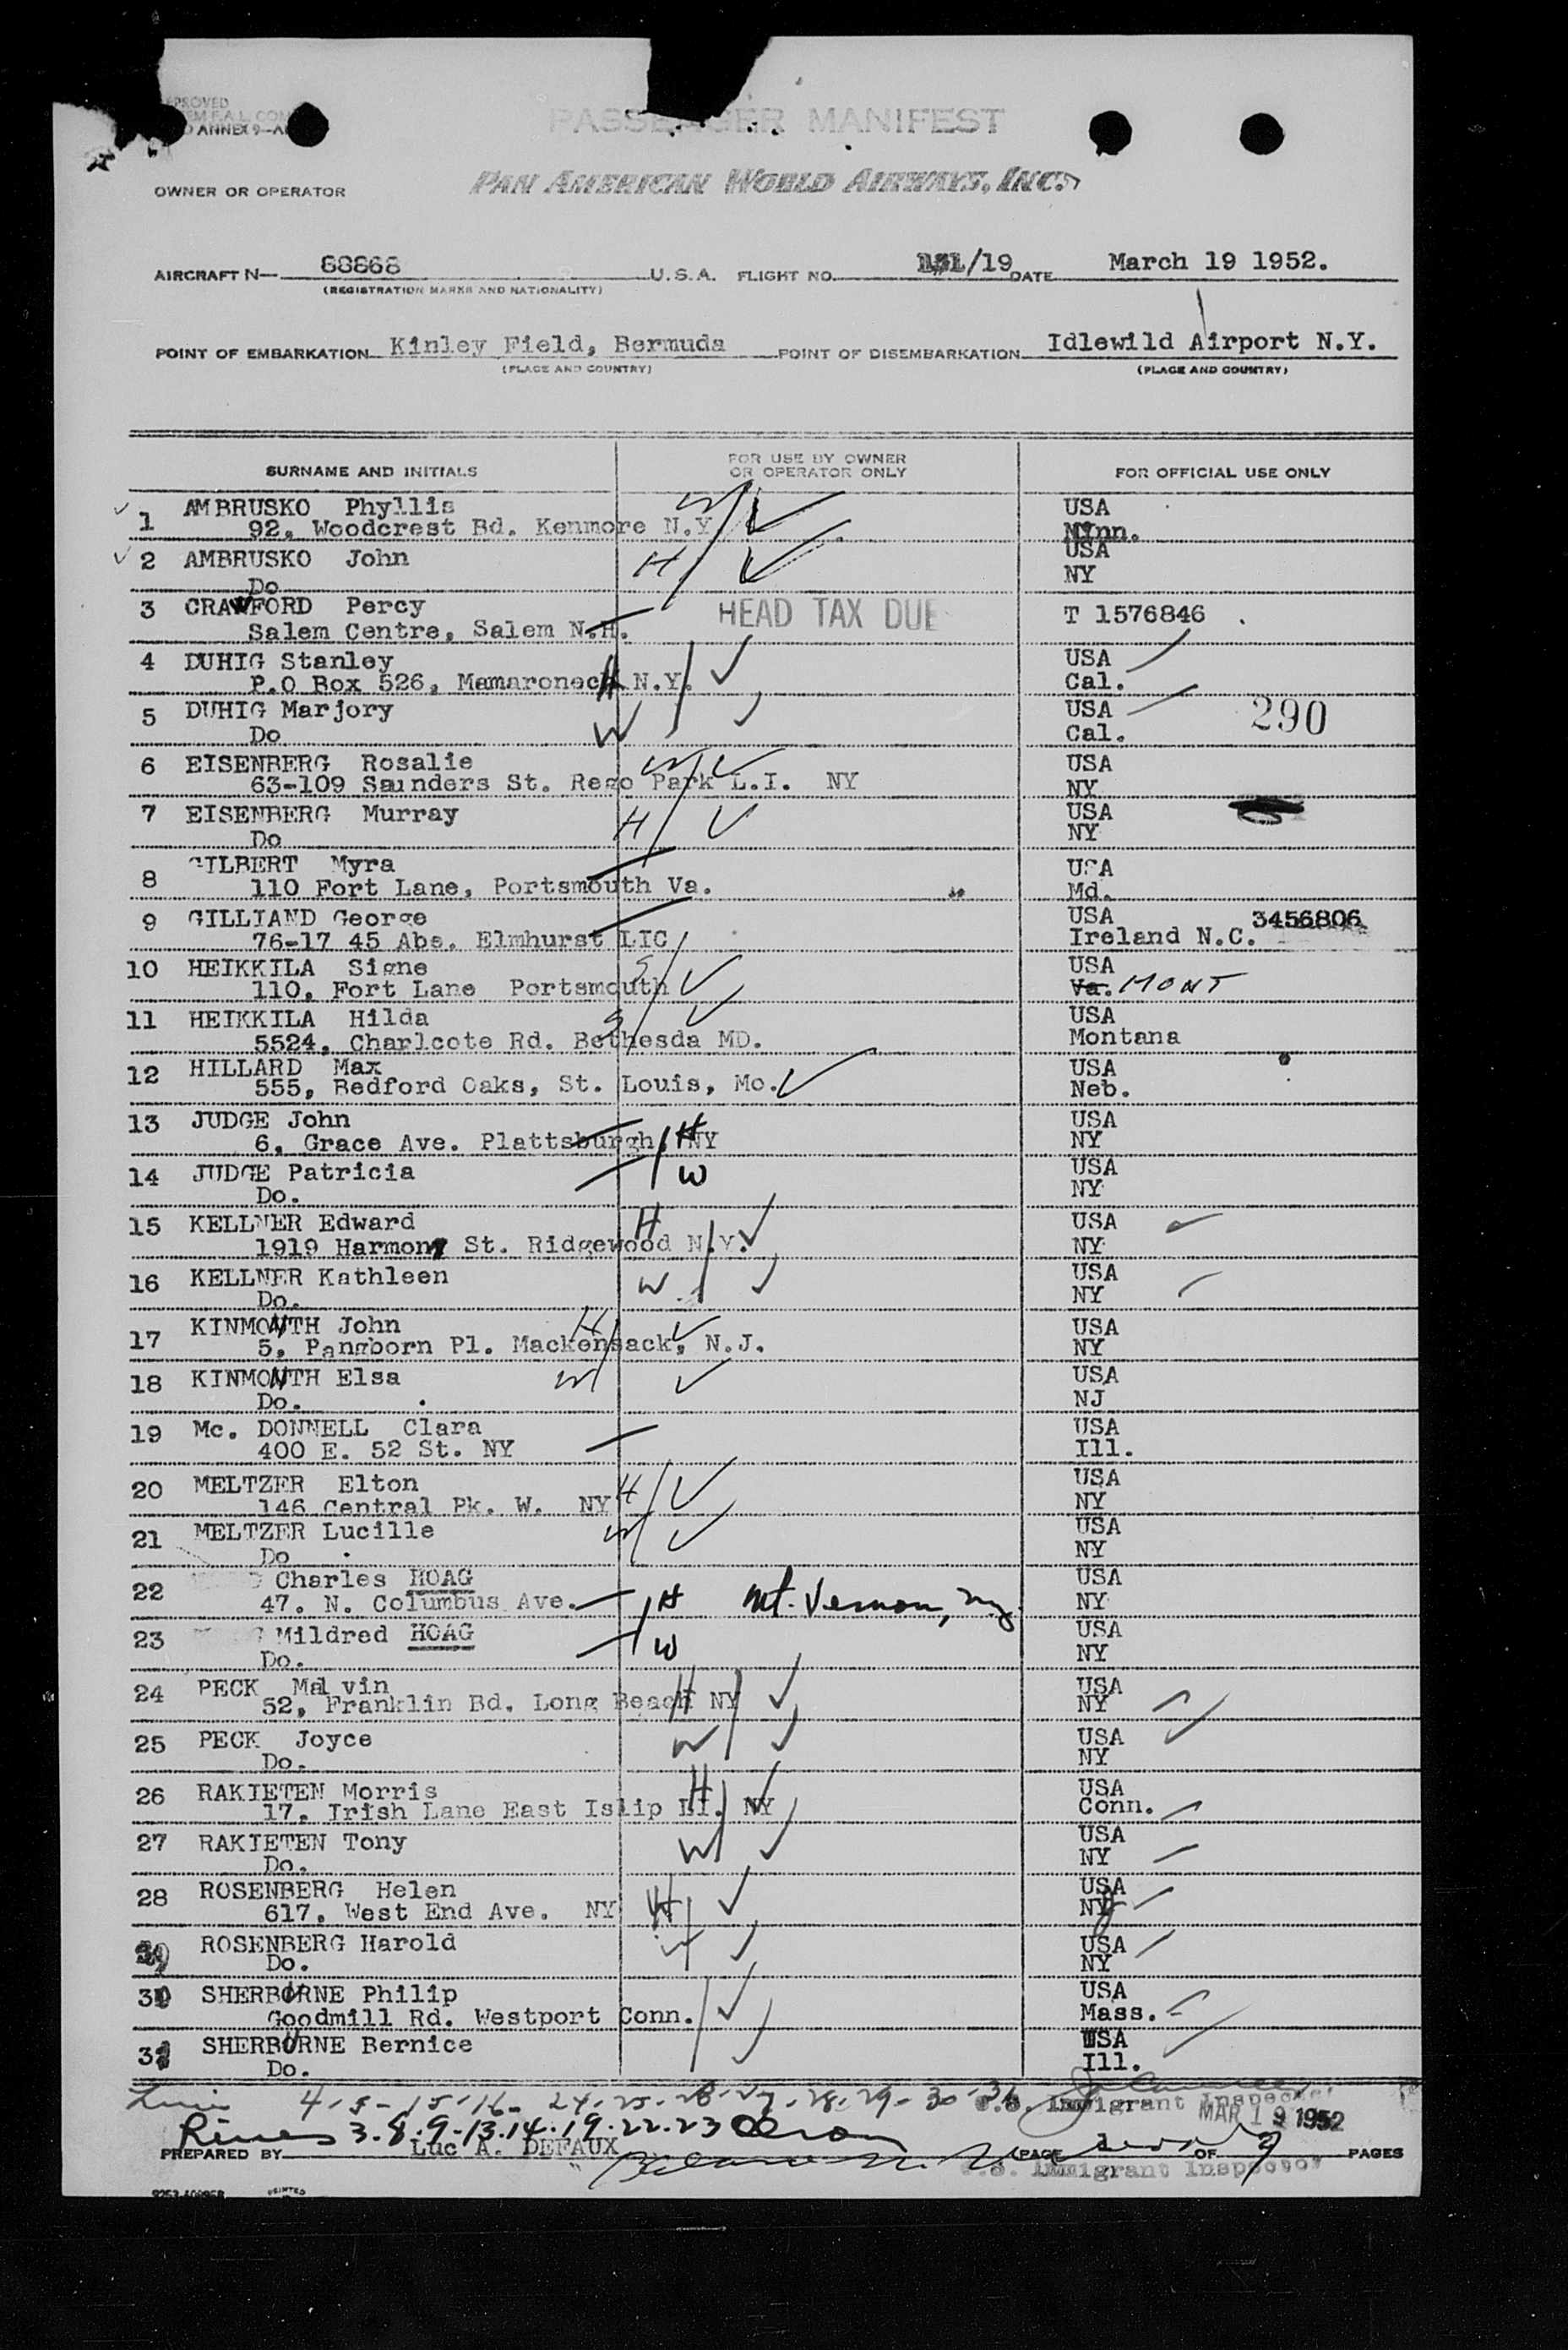 PROVED
ANNEX 9-A
PASSENGER MANIFEST
OWNER OR OPERATOR PAN AMERICAN WORLD AIRWAYS, INC.
AIRCRAFT N— 88868 U.S.A. FLIGHT NO. 131/19 DATE March 19 1952.
(REGISTRATION MARKS AND NATIONALITY)
POINT OF EMBARKATION Kinley Field, Bermuda POINT OF DISEMBARKATION Idlewild Airport N.Y.
(PLACE AND COUNTRY) (PLACE AND COUNTRY)
SURNAME AND INITIALS FOR USE BY OWNER OR OPERATOR ONLY FOR OFFICIAL USE ONLY
1 AMBRUSKO Phyllis W USA
92, Woodcrest Bd. Kenmore N.Y. Minn.
2 AMBRUSKO John H USA
Do NY
3 CRAWFORD Percy HEAD TAX DUE T 1576846
Salem Centre, Salem N.H.
4 DUHIG Stanley USA
P.O Box 526, Mamaroneck N.Y. H Cal.
5 DUHIG Marjory W USA 290
Do Cal.
6 EISENBERG Rosalie W USA
63-109 Saunders St. Rego Park L.I. NY NY
7 EISENBERG Murray H USA
Do NY
8 GILBERT Myra USA
110 Fort Lane, Portsmouth Va. Md.
9 GILLIAND George USA 3456806
76-17 45 Abe. Elmhurst LIC Ireland N.C.
10 HEIKKILA Signe S USA
110, Fort Lane Portsmouth Va. MONT
11 HEIKKILA Hilda S USA
5524, Charlcote Rd. Bethesda MD. Montana
12 HILLARD Max USA
555, Bedford Oaks, St. Louis, Mo. Neb.
13 JUDGE John H USA
6, Grace Ave. Plattsburgh, NY NY
14 JUDGE Patricia W USA
Do. NY
15 KELLNER Edward H USA
1919 Harmony St. Ridgewood N.Y. NY
16 KELLNER Kathleen W USA
Do. NY
17 KINMONTH John H USA
5, Pangborn Pl. Mackensack, N.J. NY
18 KINMONTH Elsa W USA
Do. NJ
19 Mc. DONNELL Clara USA
400 E. 52 St. NY Ill.
20 MELTZER Elton H USA
146 Central Pk. W. NY NY
21 MELTZER Lucille W USA
Do NY
22 Charles HOAG USA
47. N. Columbus Ave. H Mt. Vernon, NY NY
23 Mildred HOAG W USA
Do. NY
24 PECK Malvin H USA
52, Franklin Bd. Long Beach NY NY
25 PECK Joyce W USA
Do. NY
26 RAKIETEN Morris H USA
17, Irish Lane East Islip LI. NY Conn.
27 RAKIETEN Tony W USA
Do. NY
28 ROSENBERG Helen USA
617, West End Ave. NY NY
29 ROSENBERG Harold USA
Do. NY
30 SHERBURNE Philip USA
Goodmill Rd. Westport Conn. Mass.
31 SHERBURNE Bernice USA
Do. Ill.
4-5-15-16-24-25-26-27-28-29-30-31 U.S. Immigrant Inspector
MAR 19 1952
3.8.9.13.14.19.22.23
PREPARED BY Luc A. DEFAUX PAGE 1 OF 2 PAGES
U.S. Immigrant Inspector
PRINTED